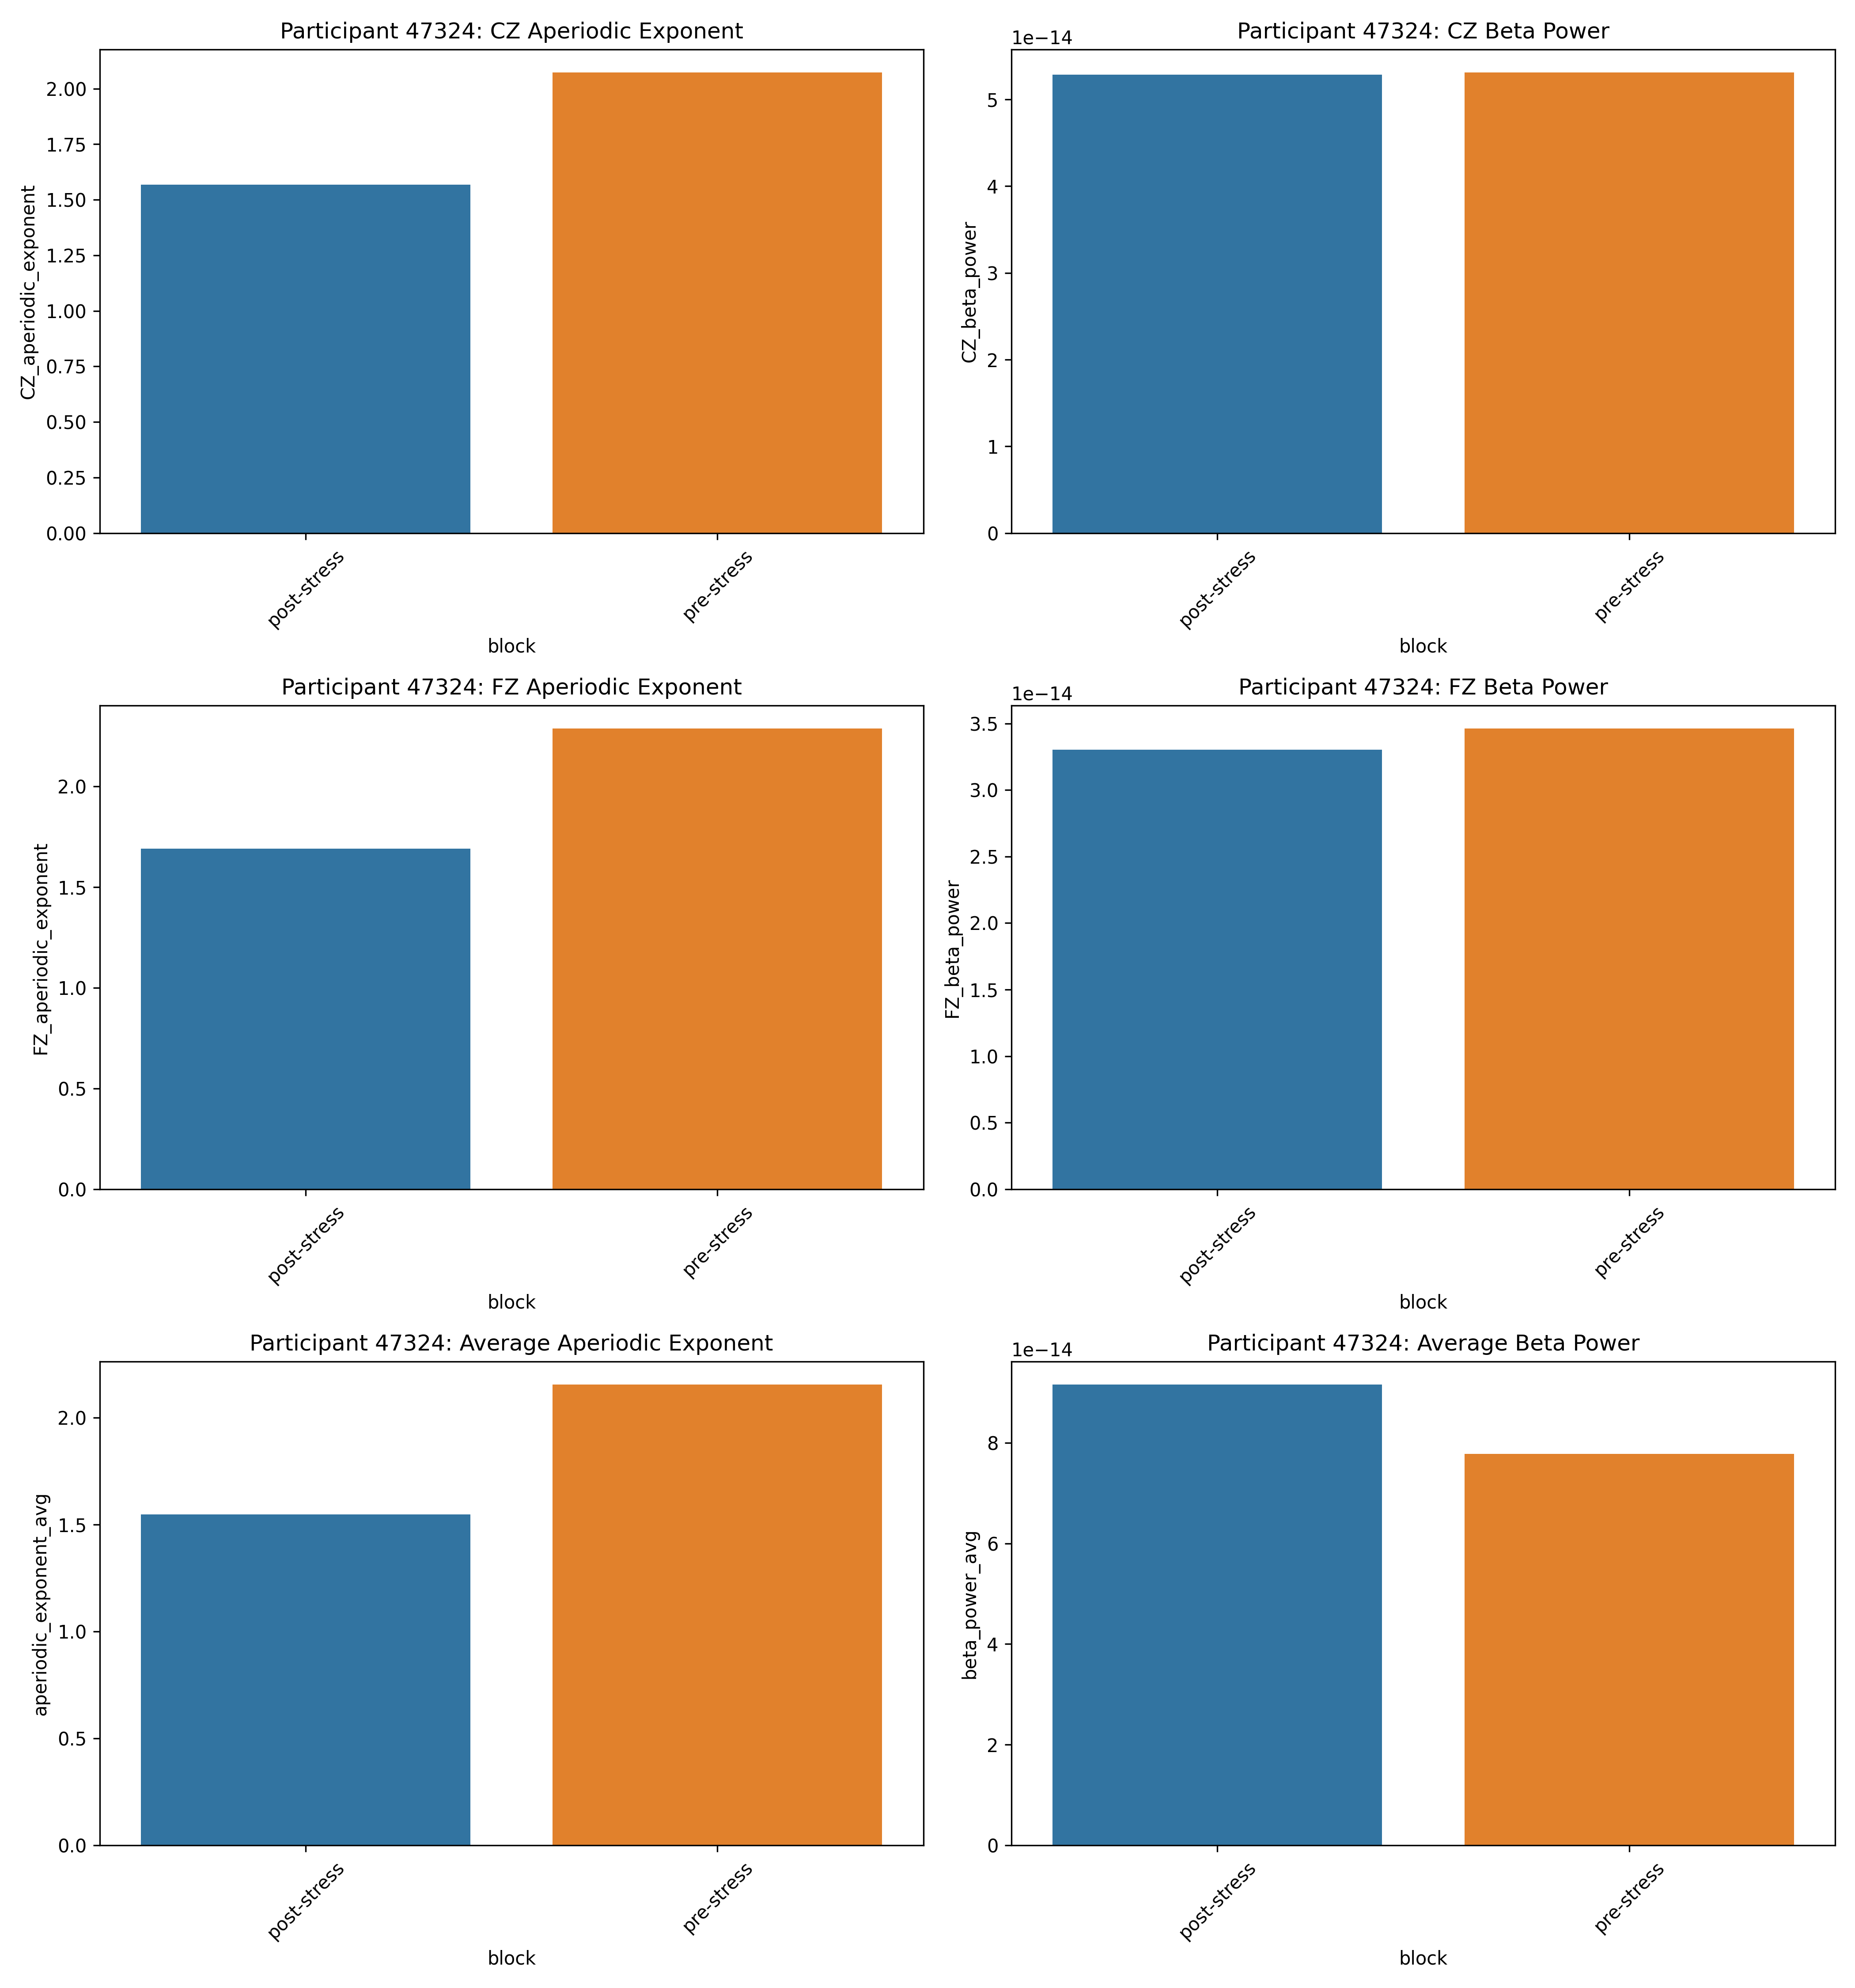 Participant 47324: CZ Aperiodic Exponent
CZ_aperiodic_exponent
2.00
1.75
1.50
1.25
1.00
0.75
0.50
0.25
0.00
post-stress
pre-stress
block
Participant 47324: CZ Beta Power
1e−14
CZ_beta_power
5
4
3
2
1
0
post-stress
pre-stress
block
Participant 47324: FZ Aperiodic Exponent
FZ_aperiodic_exponent
2.0
1.5
1.0
0.5
0.0
post-stress
pre-stress
block
Participant 47324: FZ Beta Power
1e−14
FZ_beta_power
3.5
3.0
2.5
2.0
1.5
1.0
0.5
0.0
post-stress
pre-stress
block
Participant 47324: Average Aperiodic Exponent
aperiodic_exponent_avg
2.0
1.5
1.0
0.5
0.0
post-stress
pre-stress
block
Participant 47324: Average Beta Power
1e−14
beta_power_avg
8
6
4
2
0
post-stress
pre-stress
block